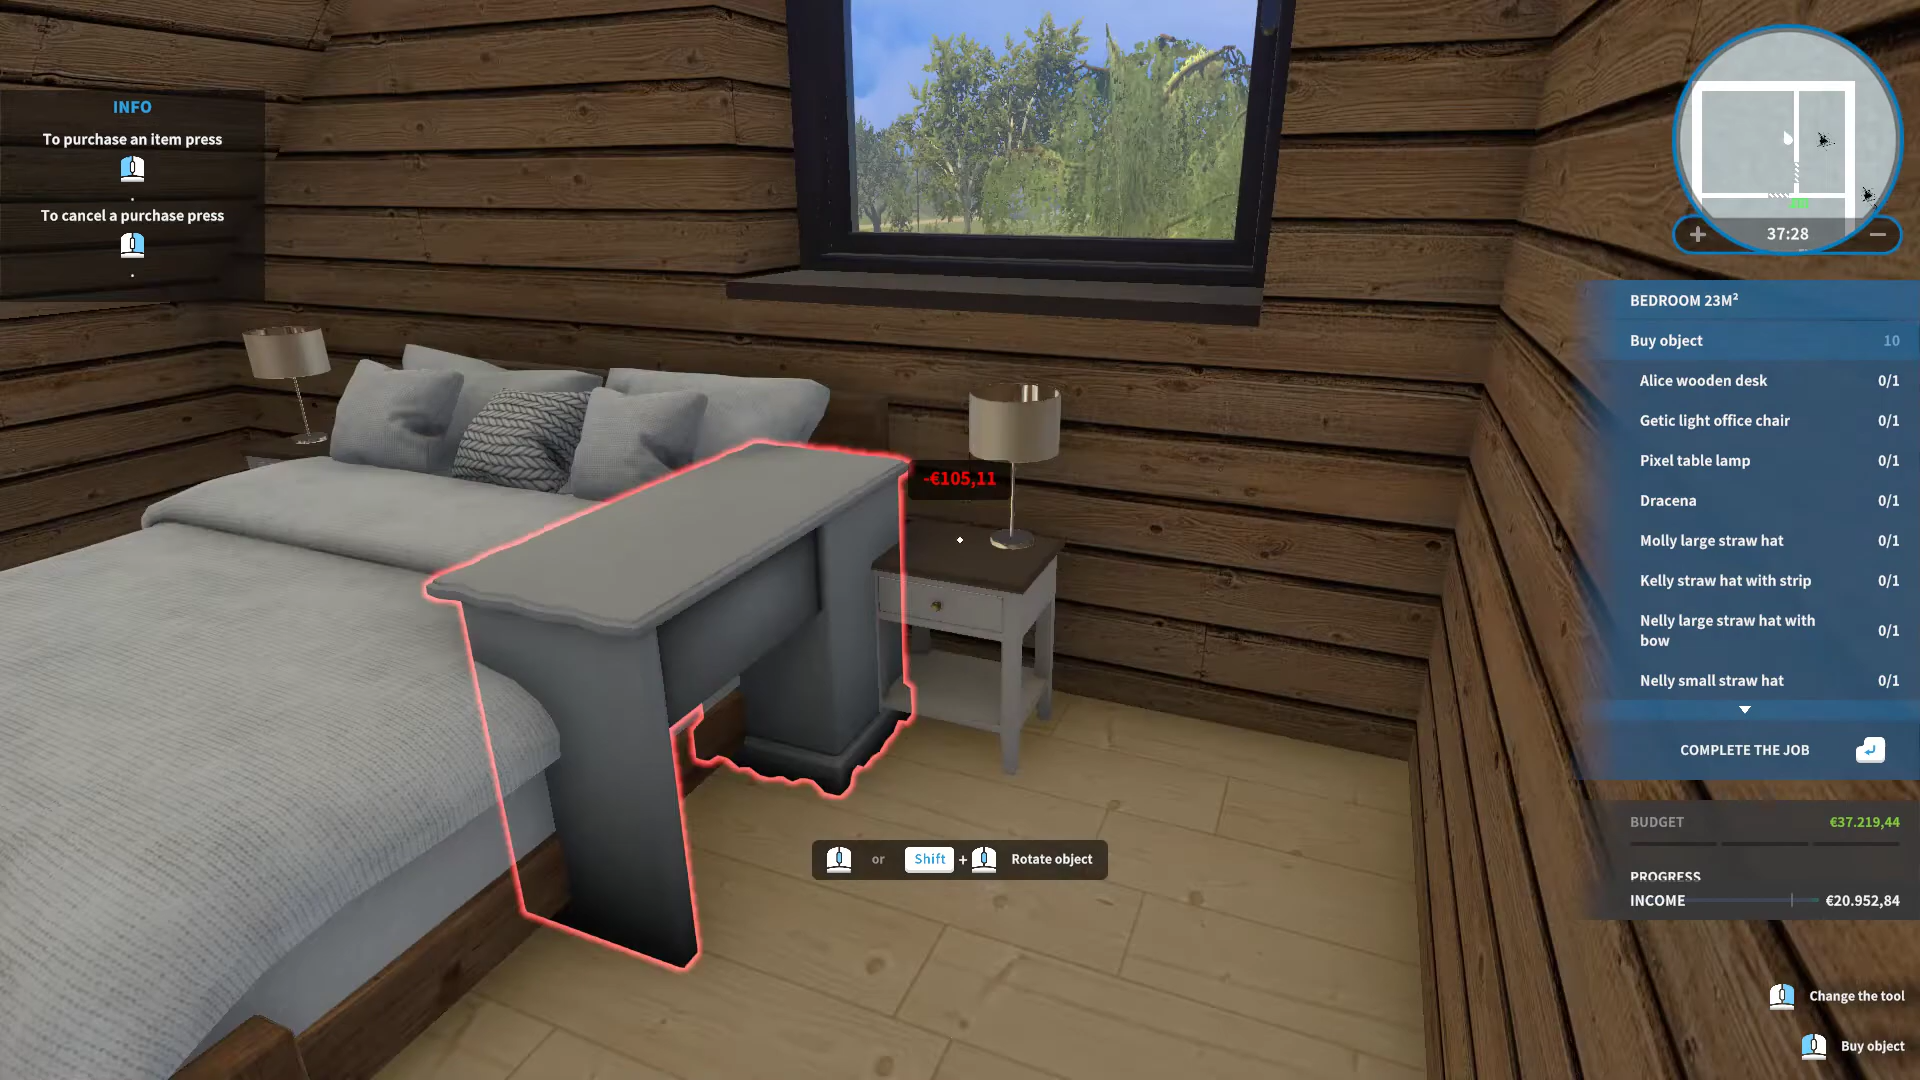 INFO
To purchase an item press
.
To cancel a purchase press
.
37:28
BEDROOM 23M²
Buy object 10
Alice wooden desk 0/1
Getic light office chair 0/1
Pixel table lamp 0/1
Dracena 0/1
Molly large straw hat 0/1
Kelly straw hat with strip 0/1
Nelly large straw hat with
bow 0/1
Nelly small straw hat 0/1
COMPLETE THE JOB
BUDGET €37.219,44
PROGRESS
INCOME €20.952,84
-€105,11
or Shift + Rotate object
Change the tool
Buy object